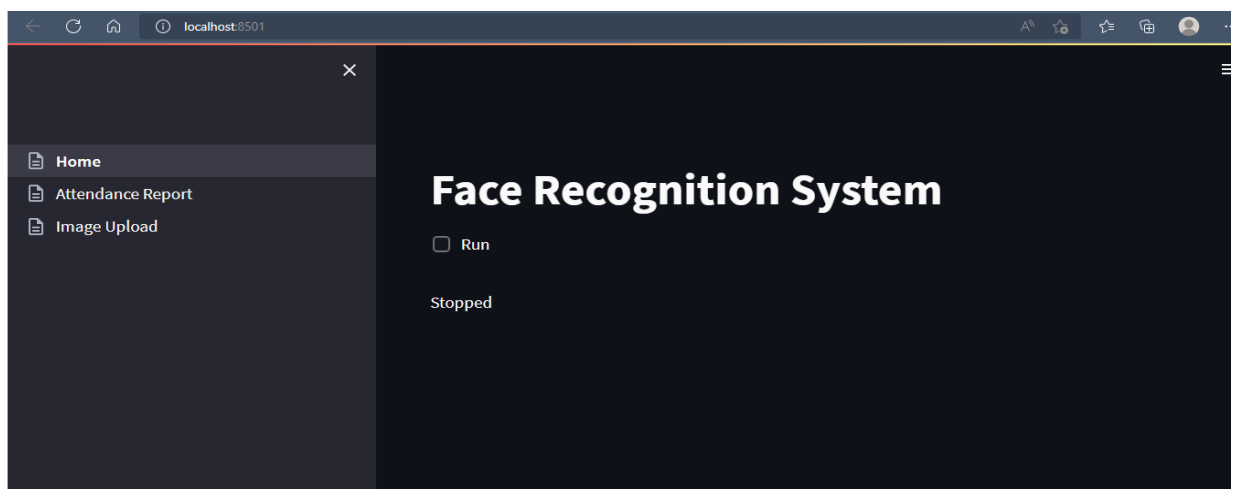 localhost:8501
Home
Attendance Report
Image Upload
Face Recognition System
Run
Stopped